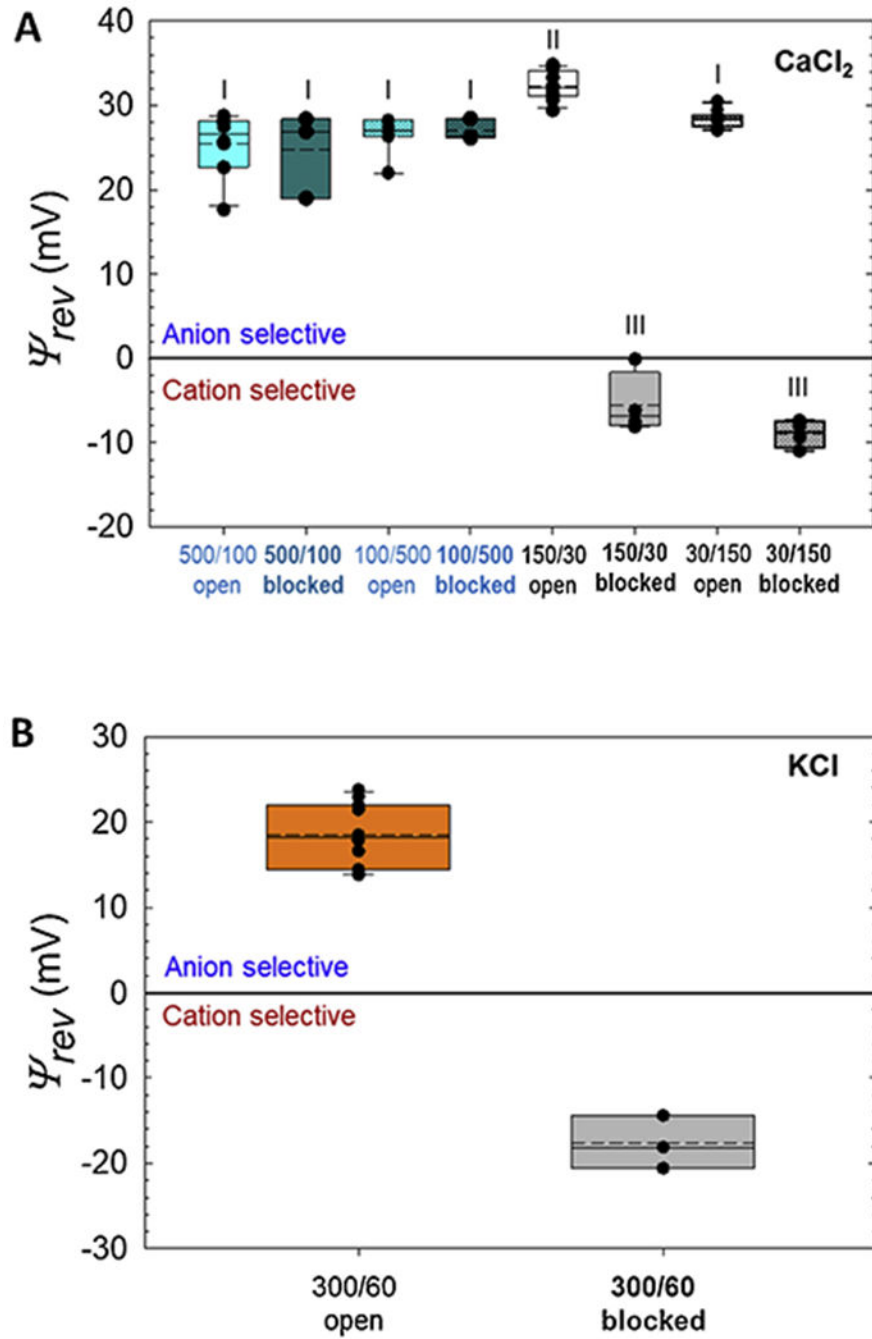 A
CaCl₂
40
30
20
10
0
-10
-20
Ψrev (mV)
I
I
I
I
II
III
I
III
Anion selective
Cation selective
500/100 500/100 100/500 100/500 150/30 150/30 30/150 30/150
open blocked open blocked open blocked open blocked
B
KCl
30
20
10
0
-10
-20
-30
Ψrev (mV)
Anion selective
Cation selective
300/60 300/60
open blocked